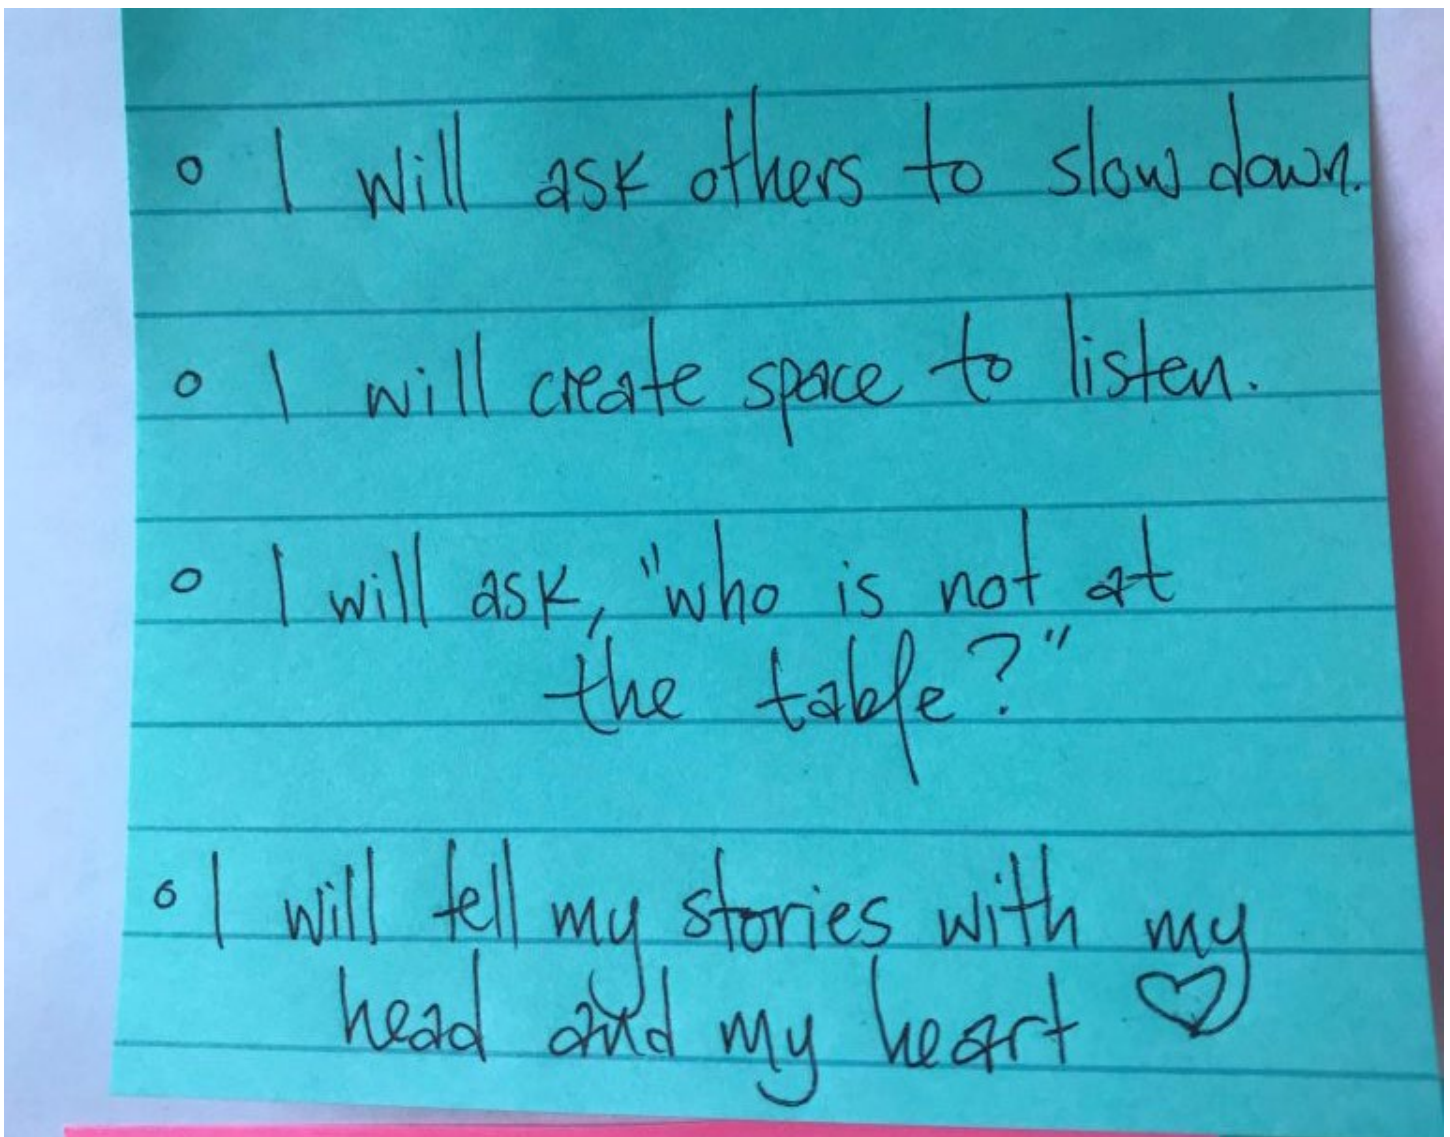 o I will ask others to slow down.
o I will create space to listen.
o I will ask, "who is not at
the table?"
o I will tell my stories with my
head and my heart ♡